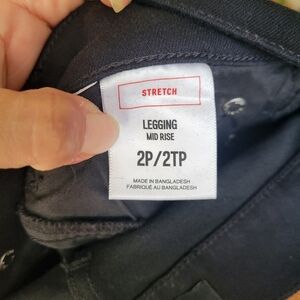 STRETCH
LEGGING
MID RISE
2P/2TP
MADE IN BANGLADESH
FABRIQUÉ AU BANGLADESH